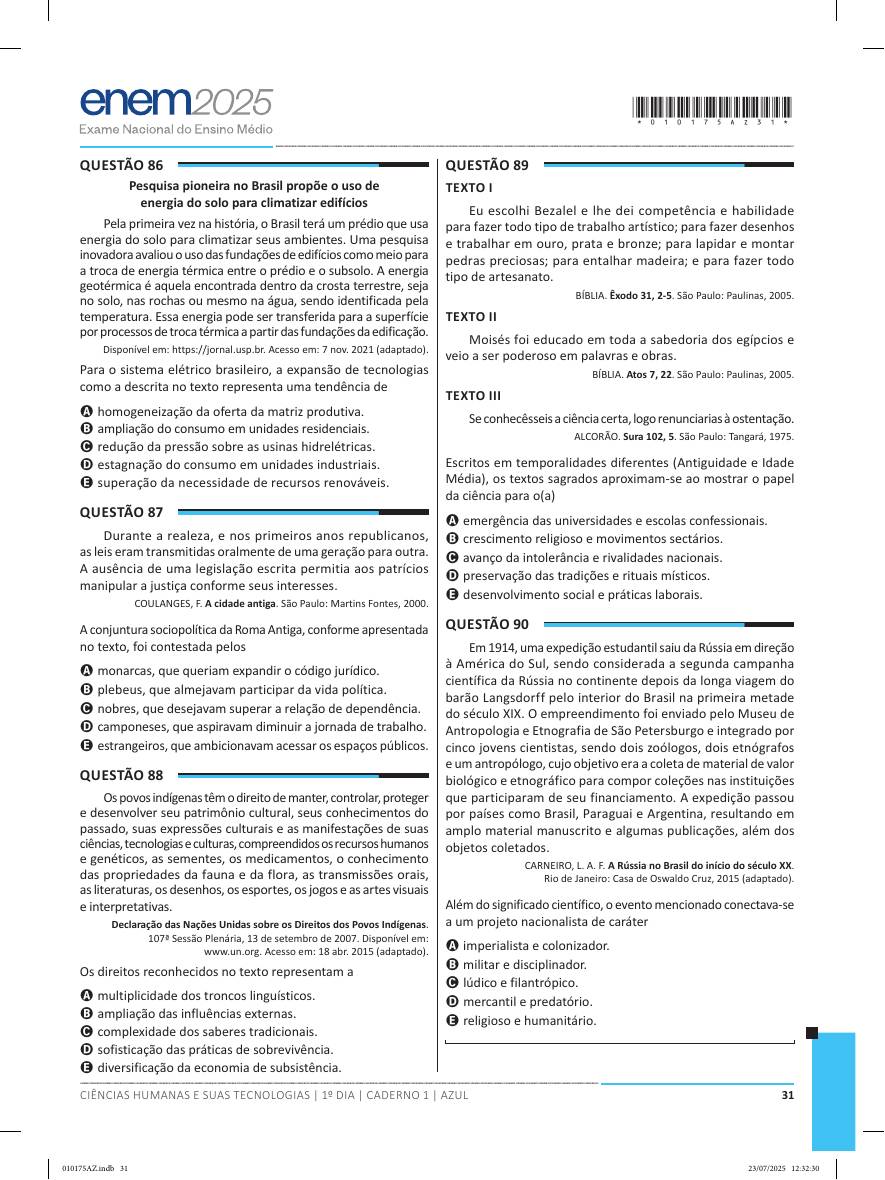 enem2025
Exame Nacional do Ensino Médio
*010175AZ31*
QUESTÃO 86
Pesquisa pioneira no Brasil propõe o uso de
energia do solo para climatizar edifícios
Pela primeira vez na história, o Brasil terá um prédio que usa
energia do solo para climatizar seus ambientes. Uma pesquisa
inovadora avaliou o uso das fundações de edifícios como meio para
a troca de energia térmica entre o prédio e o subsolo. A energia
geotérmica é aquela encontrada dentro da crosta terrestre, seja
no solo, nas rochas ou mesmo na água, sendo identificada pela
temperatura. Essa energia pode ser transferida para a superfície
por processos de troca térmica a partir das fundações da edificação.
Disponível em: https://jornal.usp.br. Acesso em: 7 nov. 2021 (adaptado).
Para o sistema elétrico brasileiro, a expansão de tecnologias
como a descrita no texto representa uma tendência de
A homogeneização da oferta da matriz produtiva.
B ampliação do consumo em unidades residenciais.
C redução da pressão sobre as usinas hidrelétricas.
D estagnação do consumo em unidades industriais.
E superação da necessidade de recursos renováveis.
QUESTÃO 87
Durante a realeza, e nos primeiros anos republicanos,
as leis eram transmitidas oralmente de uma geração para outra.
A ausência de uma legislação escrita permitia aos patrícios
manipular a justiça conforme seus interesses.
COULANGES, F. A cidade antiga. São Paulo: Martins Fontes, 2000.
A conjuntura sociopolítica da Roma Antiga, conforme apresentada
no texto, foi contestada pelos
A monarcas, que queriam expandir o código jurídico.
B plebeus, que almejavam participar da vida política.
C nobres, que desejavam superar a relação de dependência.
D camponeses, que aspiravam diminuir a jornada de trabalho.
E estrangeiros, que ambicionavam acessar os espaços públicos.
QUESTÃO 88
Os povos indígenas têm o direito de manter, controlar, proteger
e desenvolver seu patrimônio cultural, seus conhecimentos do
passado, suas expressões culturais e as manifestações de suas
ciências, tecnologias e culturas, compreendidos os recursos humanos
e genéticos, as sementes, os medicamentos, o conhecimento
das propriedades da fauna e da flora, as transmissões orais,
as literaturas, os desenhos, os esportes, os jogos e as artes visuais
e interpretativas.
Declaração das Nações Unidas sobre os Direitos dos Povos Indígenas.
107ª Sessão Plenária, 13 de setembro de 2007. Disponível em:
www.un.org. Acesso em: 18 abr. 2015 (adaptado).
Os direitos reconhecidos no texto representam a
A multiplicidade dos troncos linguísticos.
B ampliação das influências externas.
C complexidade dos saberes tradicionais.
D sofisticação das práticas de sobrevivência.
E diversificação da economia de subsistência.
QUESTÃO 89
TEXTO I
Eu escolhi Bezalel e lhe dei competência e habilidade
para fazer todo tipo de trabalho artístico; para fazer desenhos
e trabalhar em ouro, prata e bronze; para lapidar e montar
pedras preciosas; para entalhar madeira; e para fazer todo
tipo de artesanato.
BÍBLIA. Êxodo 31, 2-5. São Paulo: Paulinas, 2005.
TEXTO II
Moisés foi educado em toda a sabedoria dos egípcios e
veio a ser poderoso em palavras e obras.
BÍBLIA. Atos 7, 22. São Paulo: Paulinas, 2005.
TEXTO III
Se conhecêsseis a ciência certa, logo renunciarias à ostentação.
ALCORÃO. Sura 102, 5. São Paulo: Tangará, 1975.
Escritos em temporalidades diferentes (Antiguidade e Idade
Média), os textos sagrados aproximam-se ao mostrar o papel
da ciência para o(a)
A emergência das universidades e escolas confessionais.
B crescimento religioso e movimentos sectários.
C avanço da intolerância e rivalidades nacionais.
D preservação das tradições e rituais místicos.
E desenvolvimento social e práticas laborais.
QUESTÃO 90
Em 1914, uma expedição estudantil saiu da Rússia em direção
à América do Sul, sendo considerada a segunda campanha
científica da Rússia no continente depois da longa viagem do
barão Langsdorff pelo interior do Brasil na primeira metade
do século XIX. O empreendimento foi enviado pelo Museu de
Antropologia e Etnografia de São Petersburgo e integrado por
cinco jovens cientistas, sendo dois zoólogos, dois etnógrafos
e um antropólogo, cujo objetivo era a coleta de material de valor
biológico e etnográfico para compor coleções nas instituições
que participaram de seu financiamento. A expedição passou
por países como Brasil, Paraguai e Argentina, resultando em
amplo material manuscrito e algumas publicações, além dos
objetos coletados.
CARNEIRO, L. A. F. A Rússia no Brasil do início do século XX.
Rio de Janeiro: Casa de Oswaldo Cruz, 2015 (adaptado).
Além do significado científico, o evento mencionado conectava-se
a um projeto nacionalista de caráter
A imperialista e colonizador.
B militar e disciplinador.
C lúdico e filantrópico.
D mercantil e predatório.
E religioso e humanitário.
CIÊNCIAS HUMANAS E SUAS TECNOLOGIAS | 1º DIA | CADERNO 1 | AZUL
31
010175AZ.indb 31
23/07/2025 12:32:30